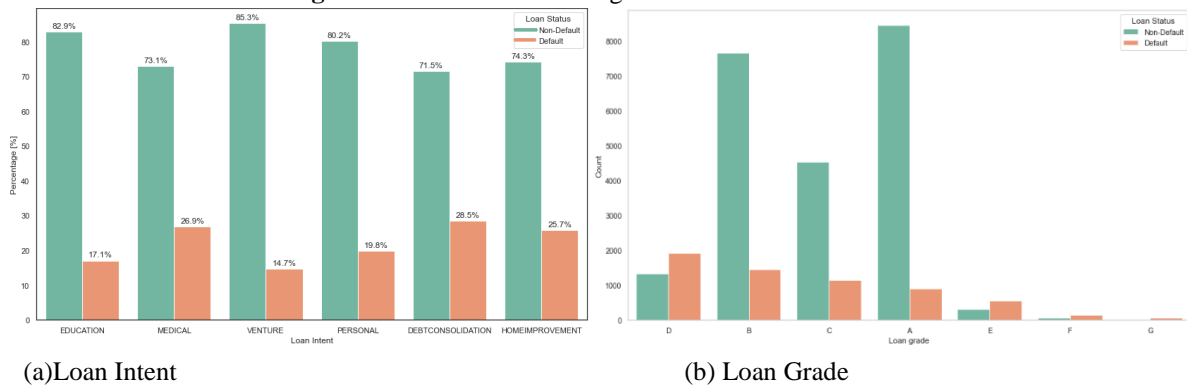 Loan Status
Non-Default
Default
82.9%
17.1%
73.1%
26.9%
85.3%
14.7%
80.2%
19.8%
71.5%
28.5%
74.3%
25.7%
80
70
60
50
40
30
20
10
0
Percentage [%]
EDUCATION
MEDICAL
VENTURE
PERSONAL
DEBTCONSOLIDATION
HOMEIMPROVEMENT
Loan Intent
(a)Loan Intent
Loan Status
Non-Default
Default
8000
7000
6000
5000
4000
3000
2000
1000
0
Count
D
B
C
A
E
F
G
Loan grade
(b) Loan Grade